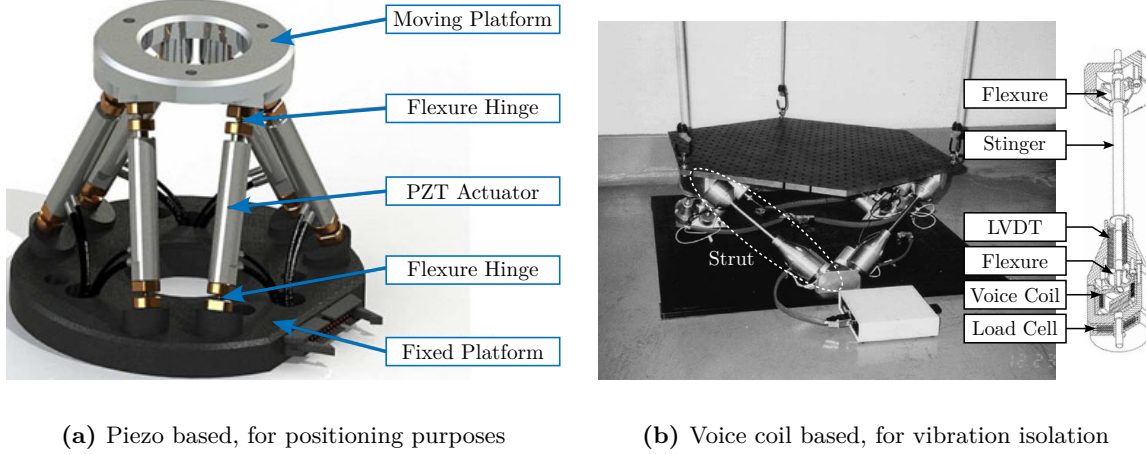 Moving Platform
Flexure Hinge
PZT Actuator
Flexure Hinge
Fixed Platform
Strut
Flexure
Stinger
LVDT
Flexure
Voice Coil
Load Cell
(a) Piezo based, for positioning purposes
(b) Voice coil based, for vibration isolation